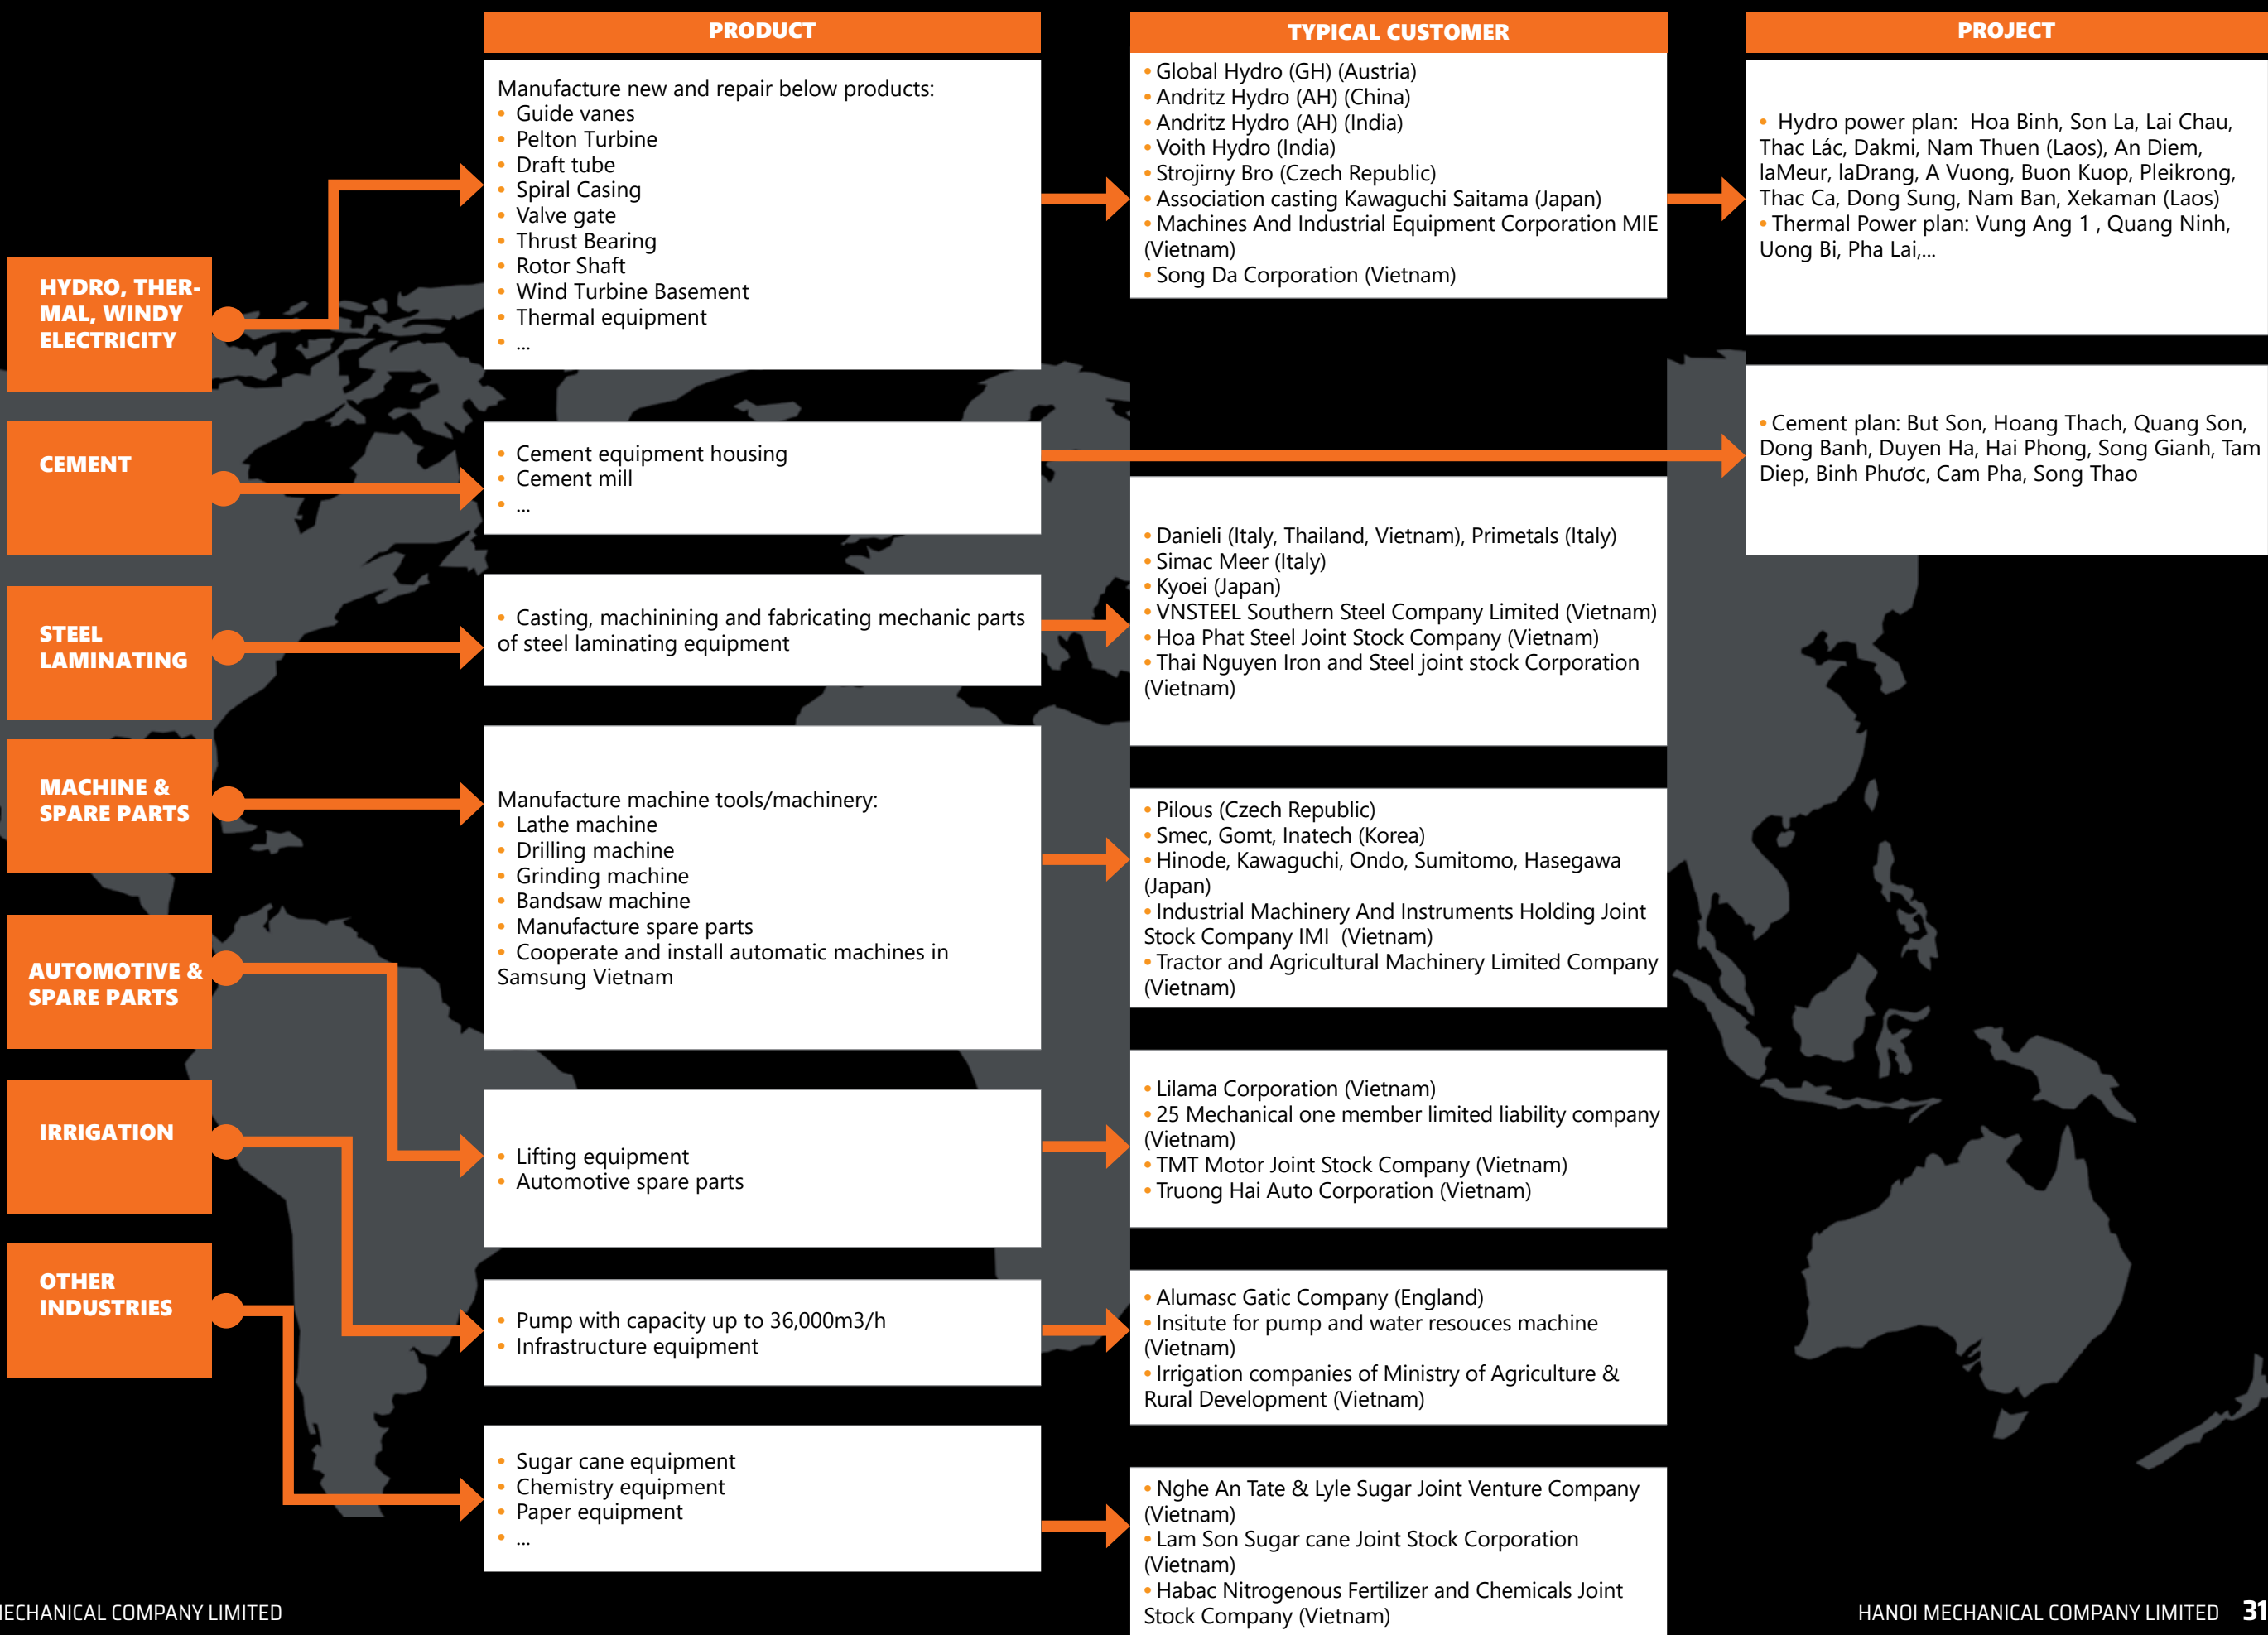 PRODUCT
TYPICAL CUSTOMER
PROJECT
HYDRO, THER-
MAL, WINDY
ELECTRICITY
Manufacture new and repair below products:
• Guide vanes
• Pelton Turbine
• Draft tube
• Spiral Casing
• Valve gate
• Thrust Bearing
• Rotor Shaft
• Wind Turbine Basement
• Thermal equipment
• ...
• Global Hydro (GH) (Austria)
• Andritz Hydro (AH) (China)
• Andritz Hydro (AH) (India)
• Voith Hydro (India)
• Strojirny Bro (Czech Republic)
• Association casting Kawaguchi Saitama (Japan)
• Machines And Industrial Equipment Corporation MIE
(Vietnam)
• Song Da Corporation (Vietnam)
• Hydro power plan: Hoa Binh, Son La, Lai Chau,
Thac Lác, Dakmi, Nam Thuen (Laos), An Diem,
laMeur, laDrang, A Vuong, Buon Kuop, Pleikrong,
Thac Ca, Dong Sung, Nam Ban, Xekaman (Laos)
• Thermal Power plan: Vung Ang 1 , Quang Ninh,
Uong Bi, Pha Lai,...
CEMENT
• Cement equipment housing
• Cement mill
• ...
• Cement plan: But Son, Hoang Thach, Quang Son,
Dong Banh, Duyen Ha, Hai Phong, Song Gianh, Tam
Diep, Binh Phước, Cam Pha, Song Thao
STEEL
LAMINATING
• Casting, machinining and fabricating mechanic parts
of steel laminating equipment
• Danieli (Italy, Thailand, Vietnam), Primetals (Italy)
• Simac Meer (Italy)
• Kyoei (Japan)
• VNSTEEL Southern Steel Company Limited (Vietnam)
• Hoa Phat Steel Joint Stock Company (Vietnam)
• Thai Nguyen Iron and Steel joint stock Corporation
(Vietnam)
MACHINE &
SPARE PARTS
Manufacture machine tools/machinery:
• Lathe machine
• Drilling machine
• Grinding machine
• Bandsaw machine
• Manufacture spare parts
• Cooperate and install automatic machines in
Samsung Vietnam
• Pilous (Czech Republic)
• Smec, Gomt, Inatech (Korea)
• Hinode, Kawaguchi, Ondo, Sumitomo, Hasegawa
(Japan)
• Industrial Machinery And Instruments Holding Joint
Stock Company IMI (Vietnam)
• Tractor and Agricultural Machinery Limited Company
(Vietnam)
AUTOMOTIVE &
SPARE PARTS
• Lifting equipment
• Automotive spare parts
• Lilama Corporation (Vietnam)
• 25 Mechanical one member limited liability company
(Vietnam)
• TMT Motor Joint Stock Company (Vietnam)
• Truong Hai Auto Corporation (Vietnam)
IRRIGATION
• Pump with capacity up to 36,000m3/h
• Infrastructure equipment
• Alumasc Gatic Company (England)
• Insitute for pump and water resouces machine
(Vietnam)
• Irrigation companies of Ministry of Agriculture &
Rural Development (Vietnam)
OTHER
INDUSTRIES
• Sugar cane equipment
• Chemistry equipment
• Paper equipment
• ...
• Nghe An Tate & Lyle Sugar Joint Venture Company
(Vietnam)
• Lam Son Sugar cane Joint Stock Corporation
(Vietnam)
• Habac Nitrogenous Fertilizer and Chemicals Joint
Stock Company (Vietnam)
MECHANICAL COMPANY LIMITED
HANOI MECHANICAL COMPANY LIMITED 31